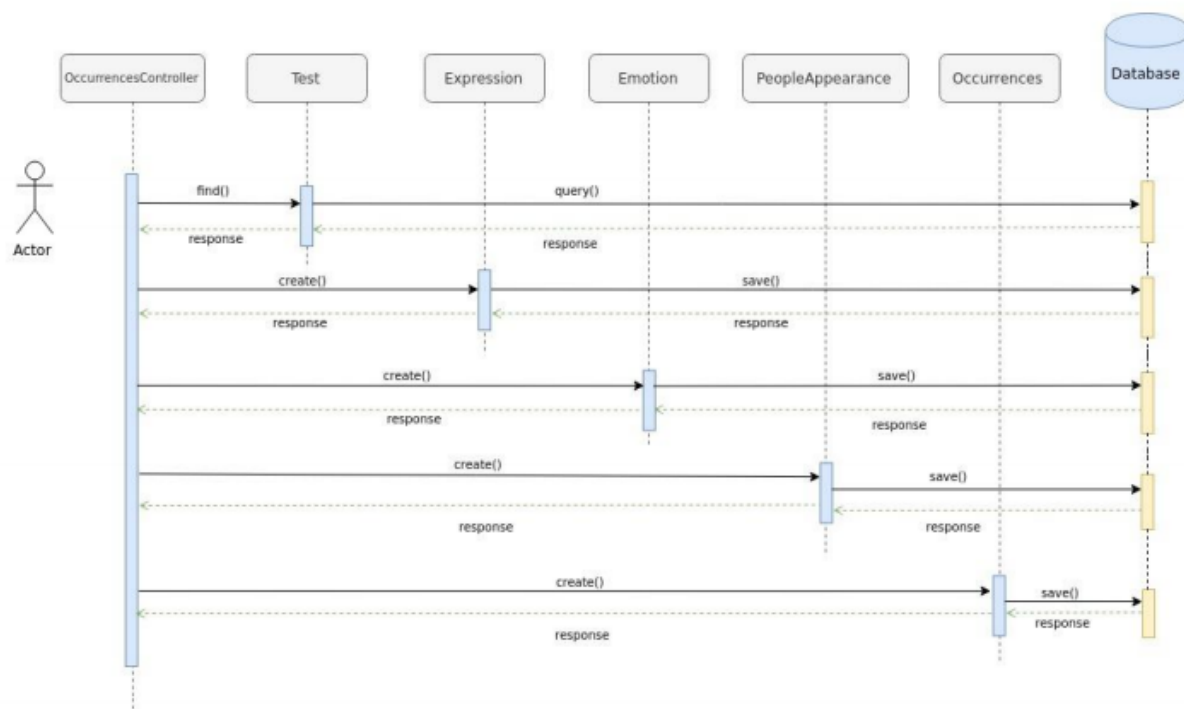 OccurrencesController
Test
Expression
Emotion
PeopleAppearance
Occurrences
Database
Actor
find()
query()
response
response
create()
save()
response
response
create()
save()
response
response
create()
save()
response
response
create()
save()
response
response